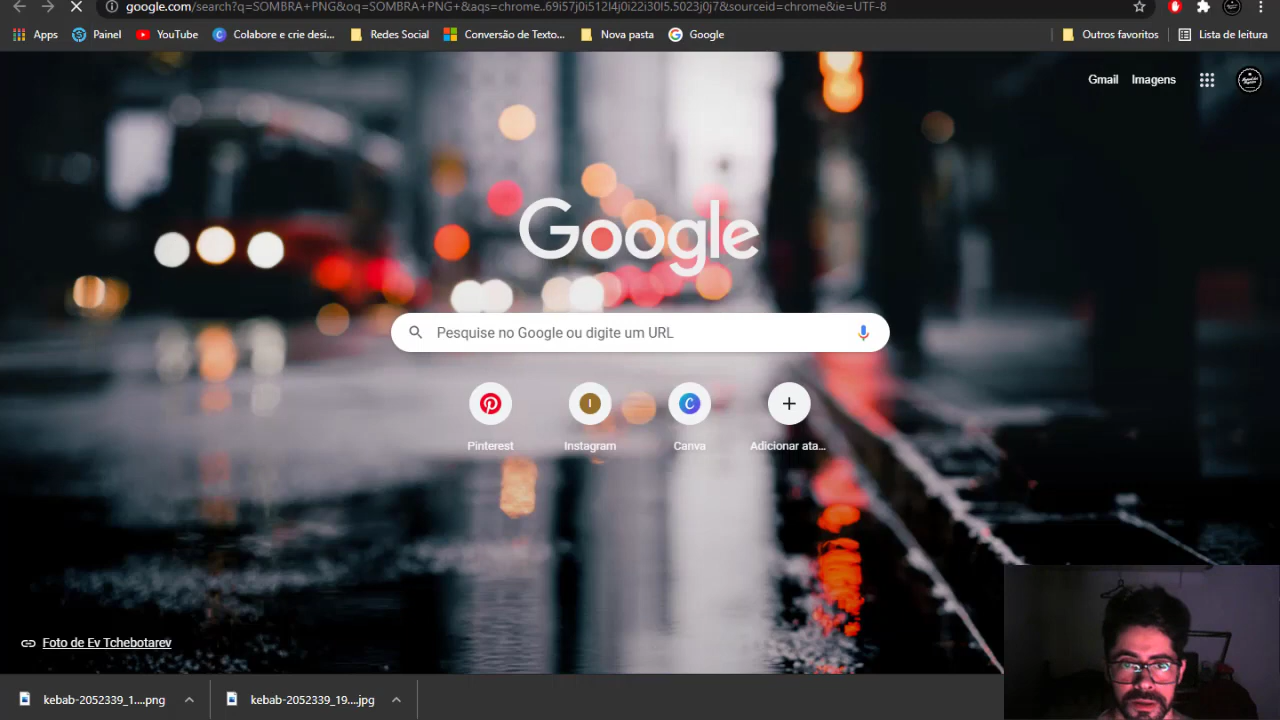 google.com/search?q=SOMBRA+PNG&oq=SOMBRA+PNG+&aqs=chrome..69i57j0i512l4j0i22i30l5.5023j0j7&sourceid=chrome&ie=UTF-8
Apps Painel YouTube Colabore e crie desi... Redes Social Conversão de Texto... Nova pasta Google Outros favoritos Lista de leitura
Gmail Imagens
Google
Pesquise no Google ou digite um URL
Pinterest Instagram Canva Adicionar ata...
Foto de Ev Tchebotarev
kebab-2052339_1....png kebab-2052339_19....jpg